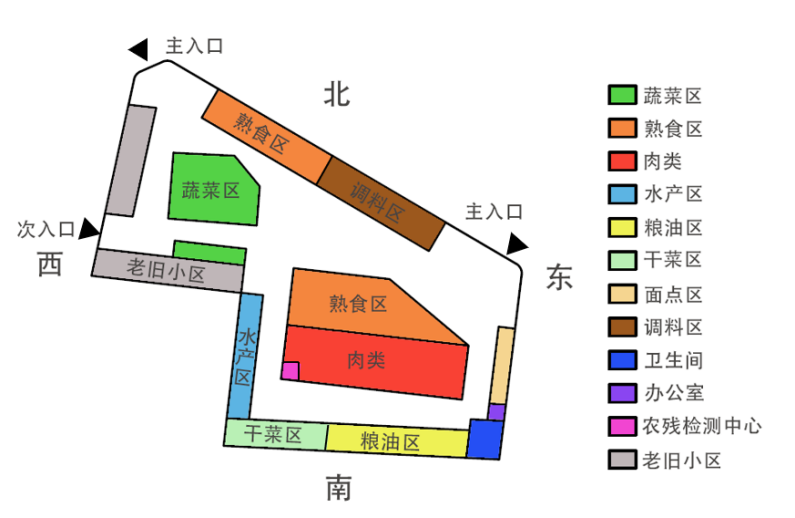 主入口
北
熟食区
调料区
蔬菜区
主入口
次入口
西
老旧小区
东
熟食区
水产区
肉类
干菜区
粮油区
南
蔬菜区
熟食区
肉类
水产区
粮油区
干菜区
面点区
调料区
卫生间
办公室
农残检测中心
老旧小区